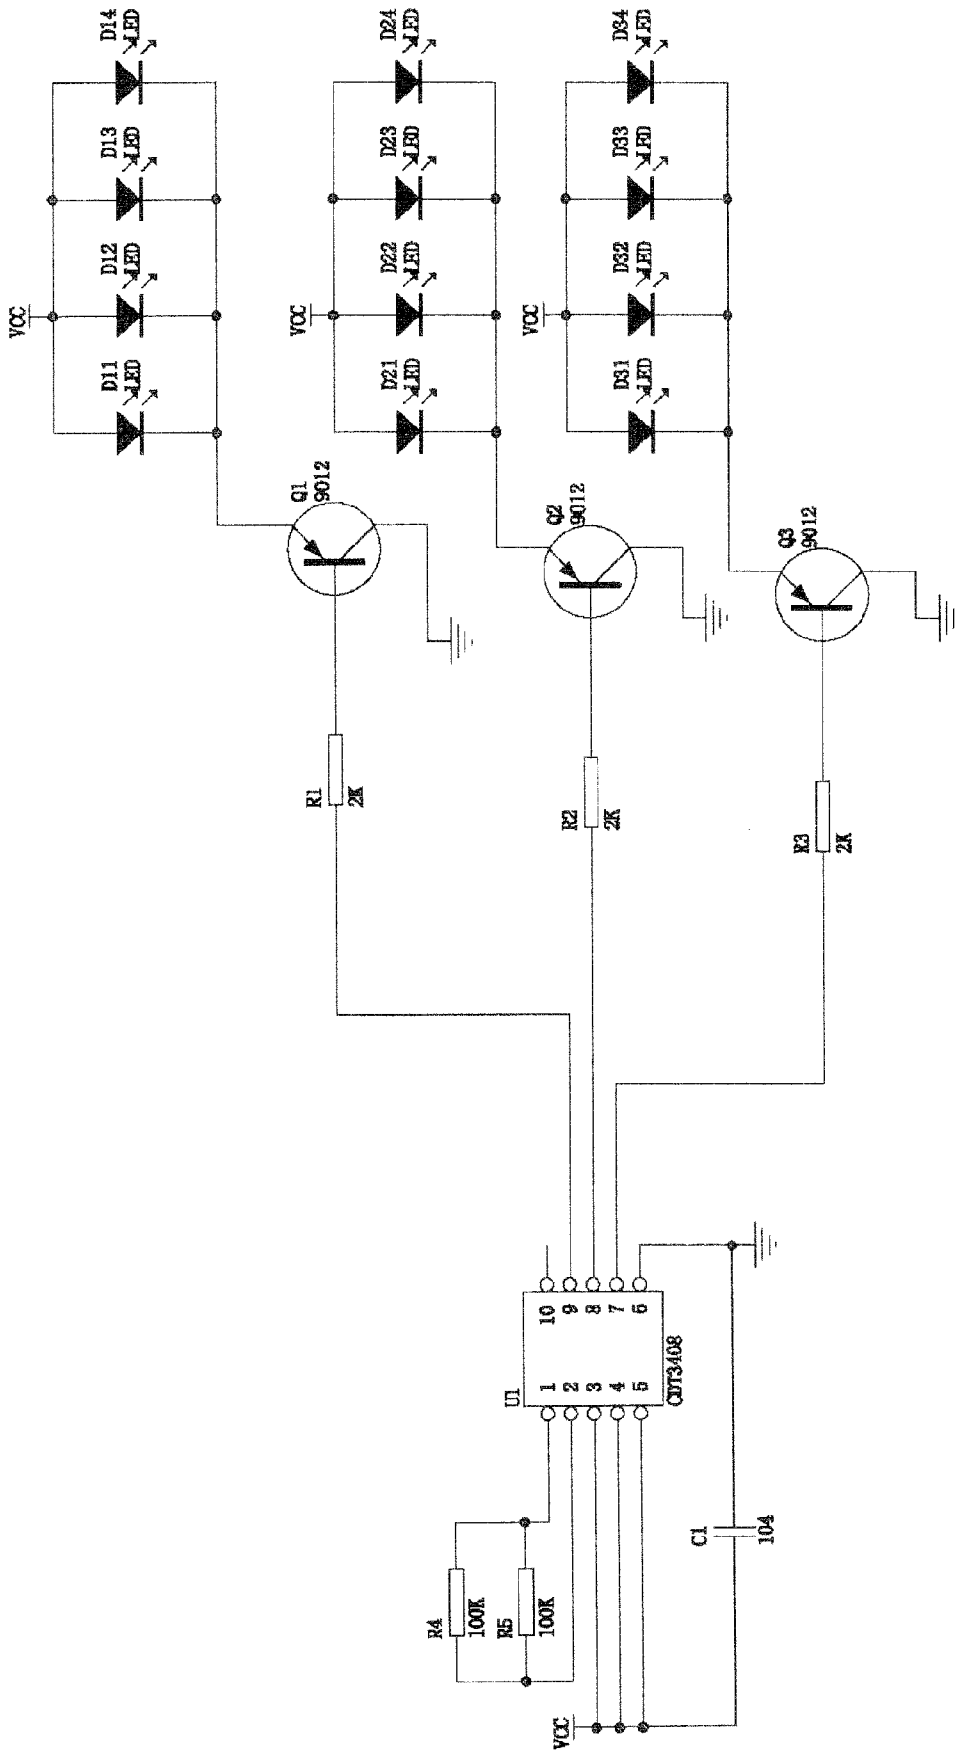 D14
LED
D13
LED
D12
LED
D11
LED
VCC
D24
LED
D23
LED
D22
LED
D21
LED
VCC
D34
LED
D33
LED
D32
LED
D31
LED
VCC
Q1
9012
Q2
9012
Q3
9012
R1
2K
R2
2K
R3
2K
U1
10
9
8
7
6
1
2
3
4
5
CDT3408
R4
100K
R5
100K
C1
104
VCC